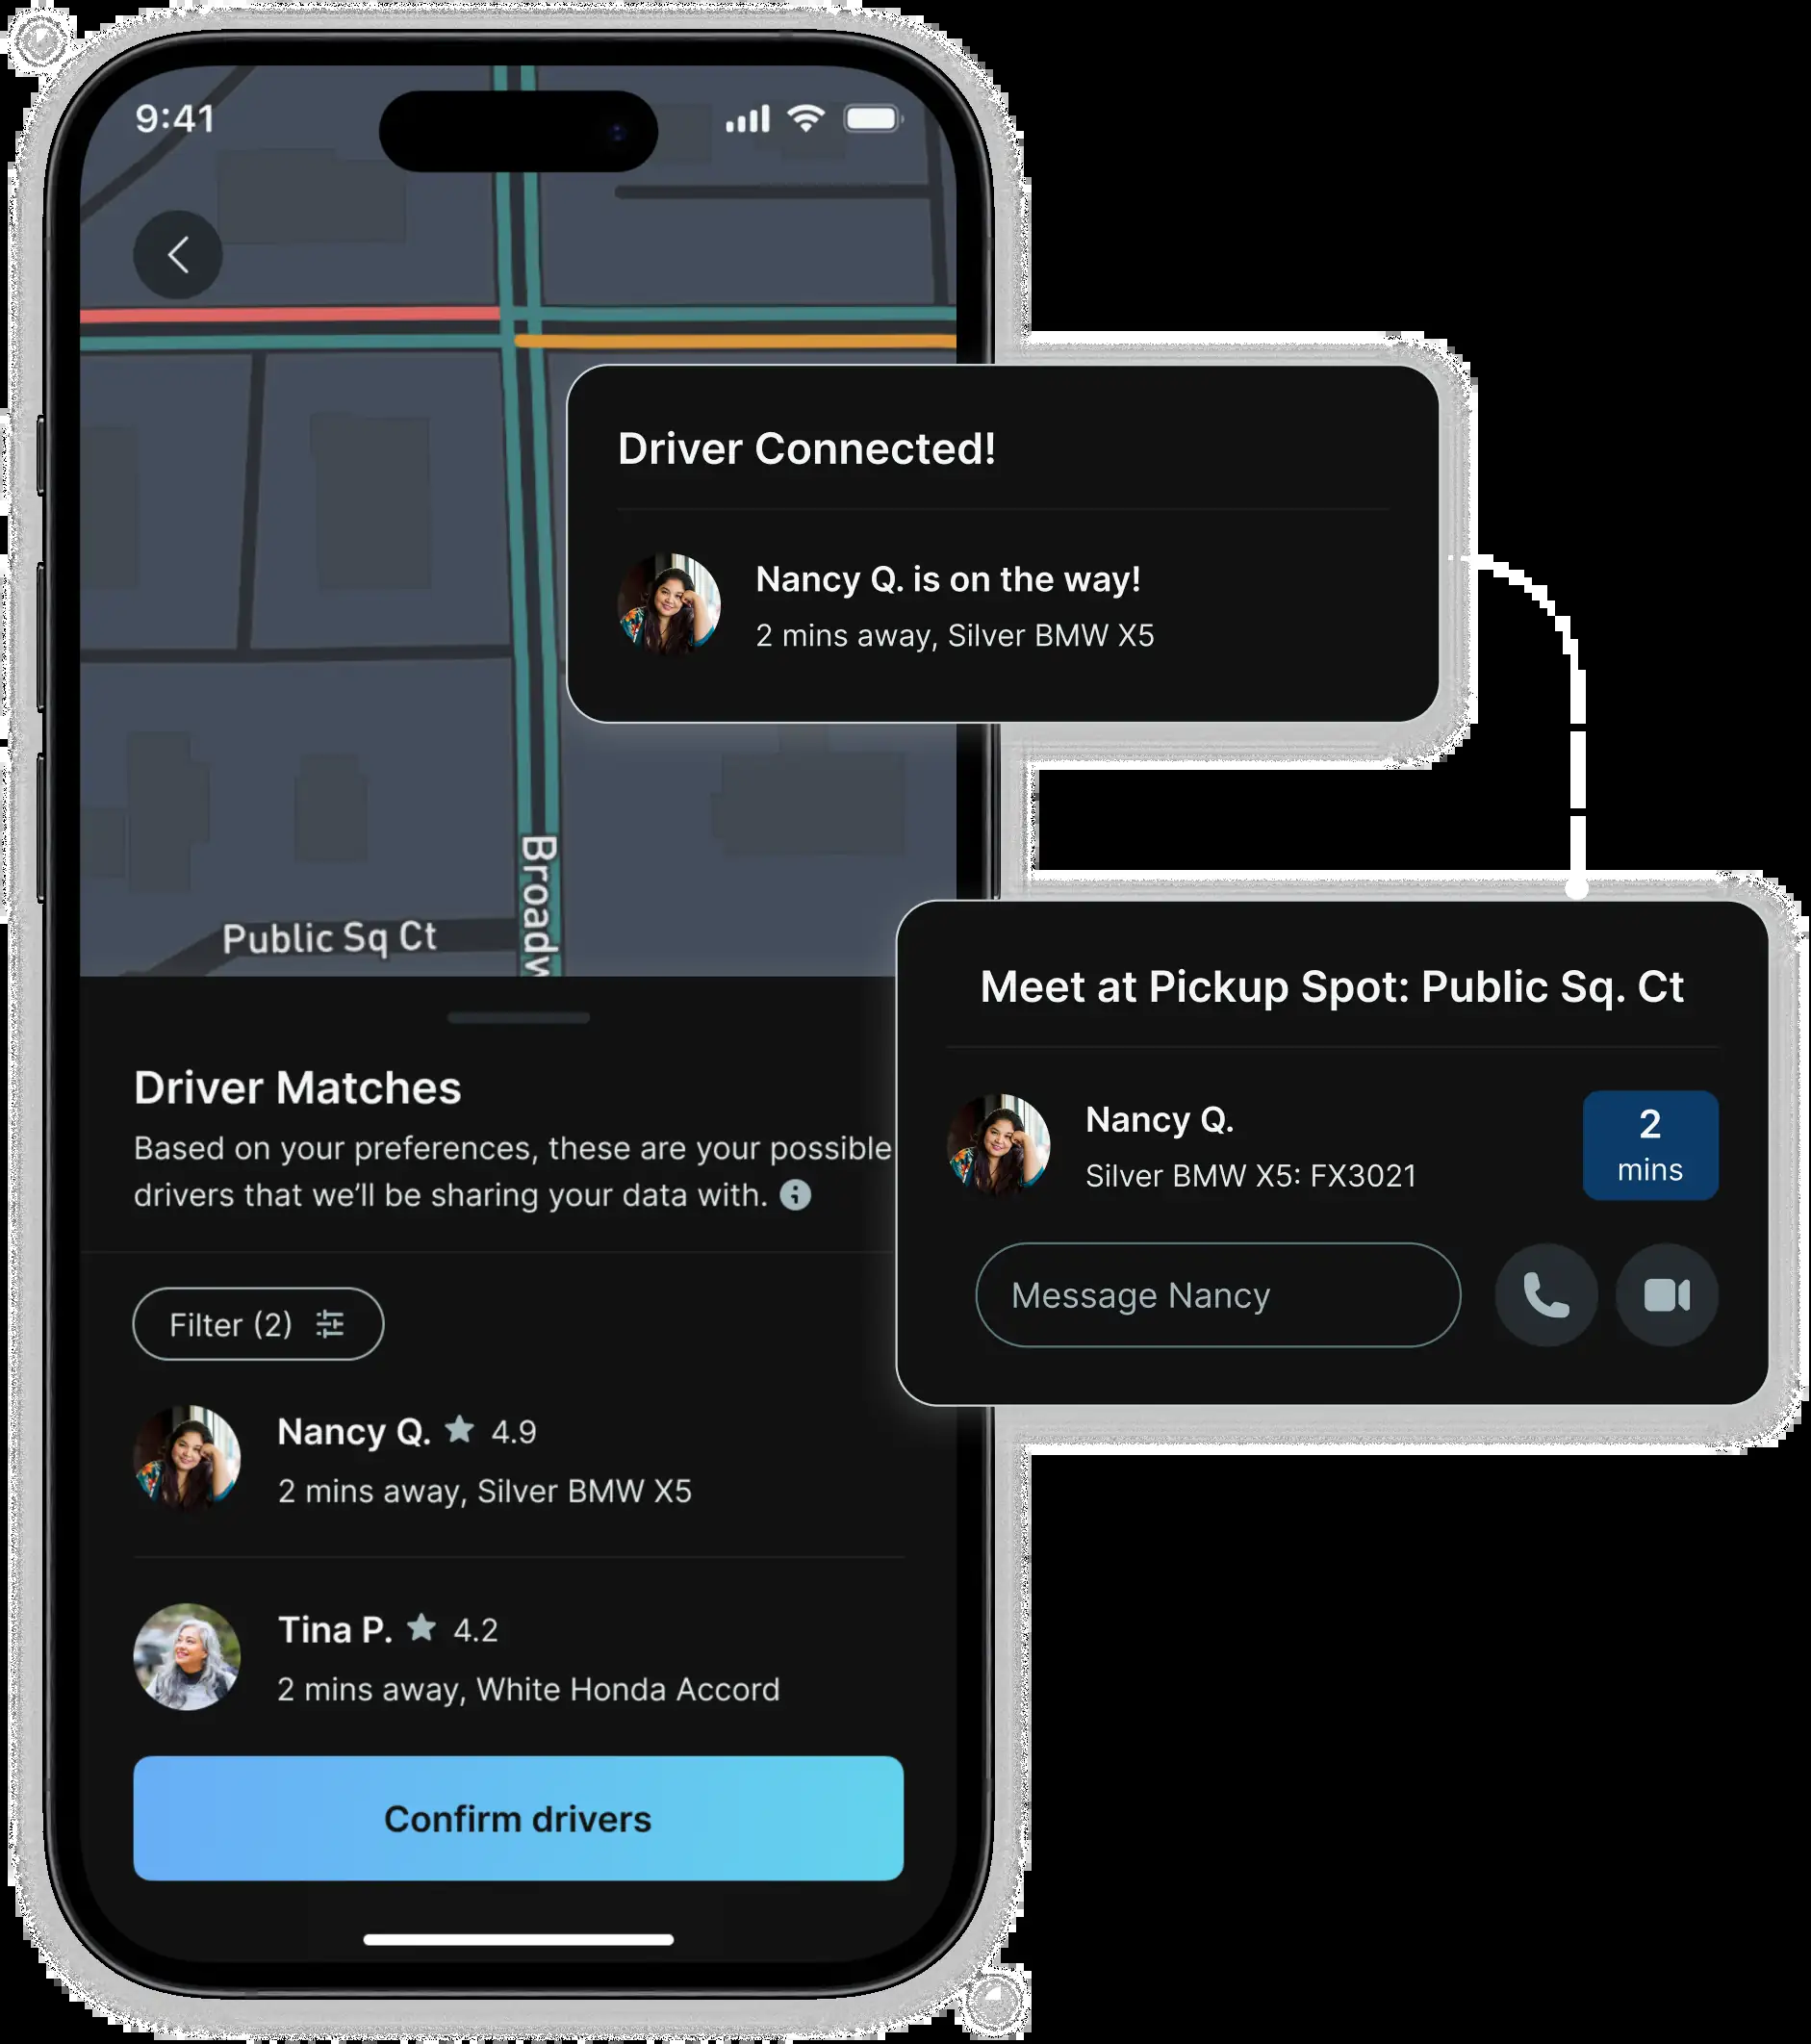 9:41
Driver Connected!
Nancy Q. is on the way!
2 mins away, Silver BMW X5
Broadw
Public Sq Ct
Meet at Pickup Spot: Public Sq. Ct
Nancy Q.
Silver BMW X5: FX3021
2
mins
Message Nancy
Driver Matches
Based on your preferences, these are your possible
drivers that we’ll be sharing your data with.
Filter (2)
Nancy Q. ★ 4.9
2 mins away, Silver BMW X5
Tina P. ★ 4.2
2 mins away, White Honda Accord
Confirm drivers